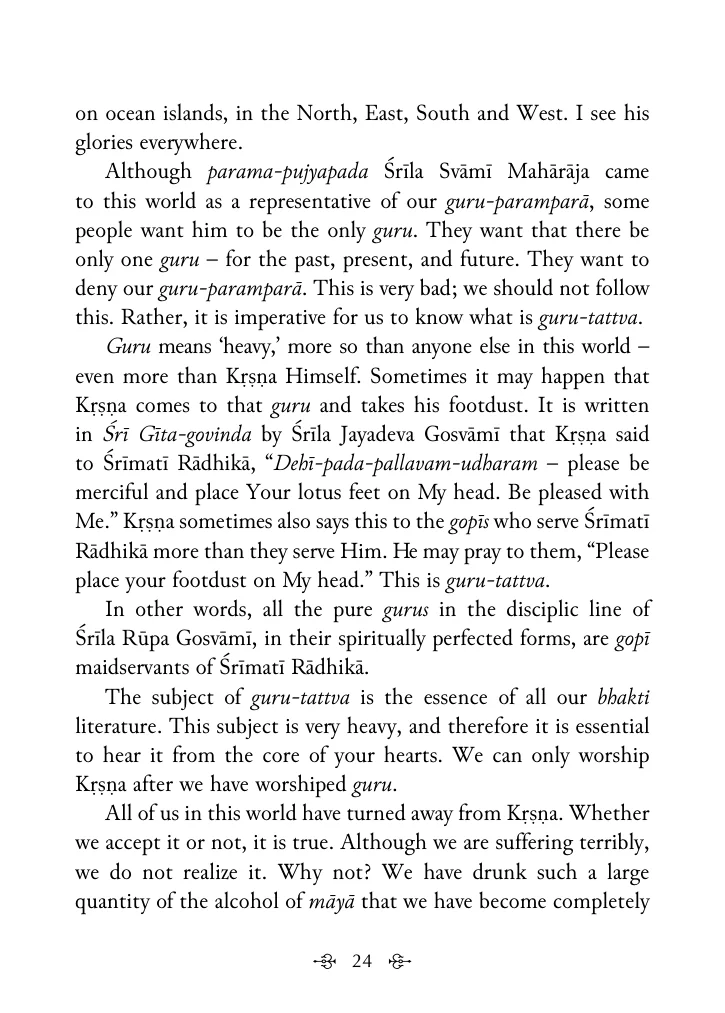 on ocean islands, in the North, East, South and West. I see his
glories everywhere.
Although parama-pujyapada Śrīla Svāmī Mahārāja came
to this world as a representative of our guru-paramparā, some
people want him to be the only guru. They want that there be
only one guru – for the past, present, and future. They want to
deny our guru-paramparā. This is very bad; we should not follow
this. Rather, it is imperative for us to know what is guru-tattva.
Guru means ‘heavy,’ more so than anyone else in this world –
even more than Kṛṣṇa Himself. Sometimes it may happen that
Kṛṣṇa comes to that guru and takes his footdust. It is written
in Śrī Gīta-govinda by Śrīla Jayadeva Gosvāmī that Kṛṣṇa said
to Śrīmatī Rādhikā, “Dehī-pada-pallavam-udharam – please be
merciful and place Your lotus feet on My head. Be pleased with
Me.” Kṛṣṇa sometimes also says this to the gopīs who serve Śrīmatī
Rādhikā more than they serve Him. He may pray to them, “Please
place your footdust on My head.” This is guru-tattva.
In other words, all the pure gurus in the disciplic line of
Śrīla Rūpa Gosvāmī, in their spiritually perfected forms, are gopī
maidservants of Śrīmatī Rādhikā.
The subject of guru-tattva is the essence of all our bhakti
literature. This subject is very heavy, and therefore it is essential
to hear it from the core of your hearts. We can only worship
Kṛṣṇa after we have worshiped guru.
All of us in this world have turned away from Kṛṣṇa. Whether
we accept it or not, it is true. Although we are suffering terribly,
we do not realize it. Why not? We have drunk such a large
quantity of the alcohol of māyā that we have become completely
24